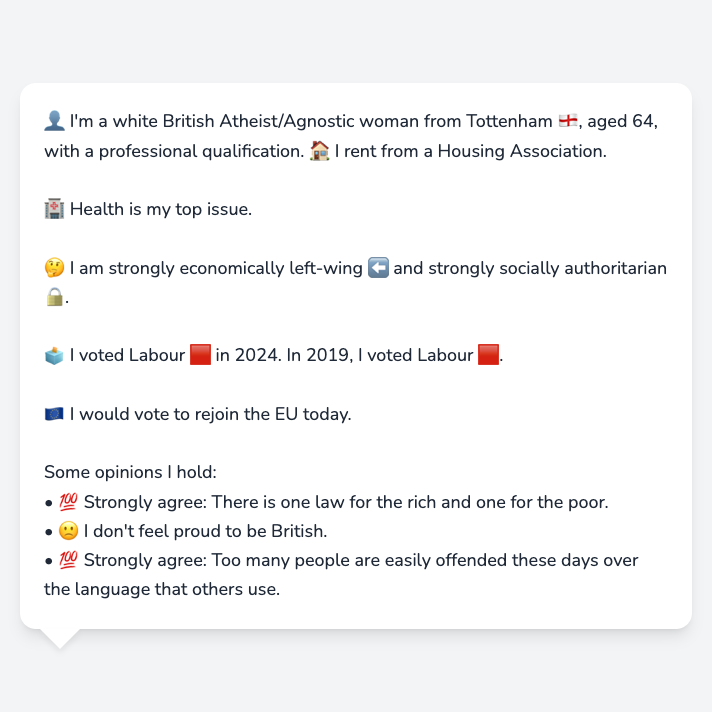 👤 I'm a white British Atheist/Agnostic woman from Tottenham 🏴󠁧󠁢󠁥󠁮󠁧󠁿, aged 64,
with a professional qualification. 🏠 I rent from a Housing Association.
🏥 Health is my top issue.
🤔 I am strongly economically left-wing ⬅️ and strongly socially authoritarian
🔒.
🗳️ I voted Labour 🟥 in 2024. In 2019, I voted Labour 🟥.
🇪🇺 I would vote to rejoin the EU today.
Some opinions I hold:
• 💯 Strongly agree: There is one law for the rich and one for the poor.
• 🙁 I don't feel proud to be British.
• 💯 Strongly agree: Too many people are easily offended these days over
the language that others use.